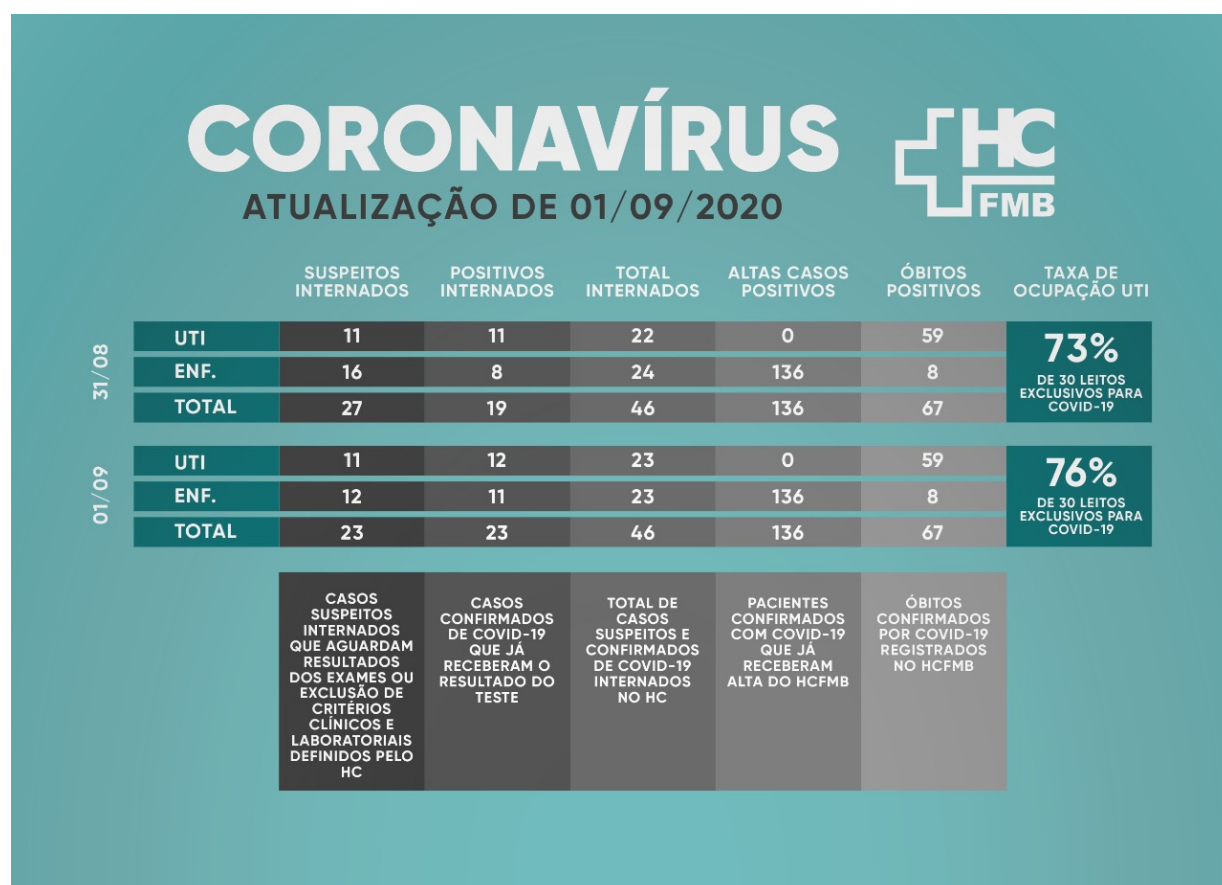 CORONAVÍRUS
HC
FMB
ATUALIZAÇÃO DE 01/09/2020
SUSPEITOS INTERNADOS POSITIVOS INTERNADOS TOTAL INTERNADOS ALTAS CASOS POSITIVOS ÓBITOS POSITIVOS TAXA DE OCUPAÇÃO UTI
31/08
UTI 11 11 22 0 59
ENF. 16 8 24 136 8
TOTAL 27 19 46 136 67
73%
DE 30 LEITOS
EXCLUSIVOS PARA
COVID-19
01/09
UTI 11 12 23 0 59
ENF. 12 11 23 136 8
TOTAL 23 23 46 136 67
76%
DE 30 LEITOS
EXCLUSIVOS PARA
COVID-19
CASOS
SUSPEITOS
INTERNADOS
QUE AGUARDAM
RESULTADOS
DOS EXAMES OU
EXCLUSÃO DE
CRITÉRIOS
CLÍNICOS E
LABORATORIAIS
DEFINIDOS PELO
HC
CASOS
CONFIRMADOS
DE COVID-19
QUE JÁ
RECEBERAM O
RESULTADO DO
TESTE
TOTAL DE
CASOS
SUSPEITOS E
CONFIRMADOS
DE COVID-19
INTERNADOS
NO HC
PACIENTES
CONFIRMADOS
COM COVID-19
QUE JÁ
RECEBERAM
ALTA DO HCFMB
ÓBITOS
CONFIRMADOS
POR COVID-19
REGISTRADOS
NO HCFMB